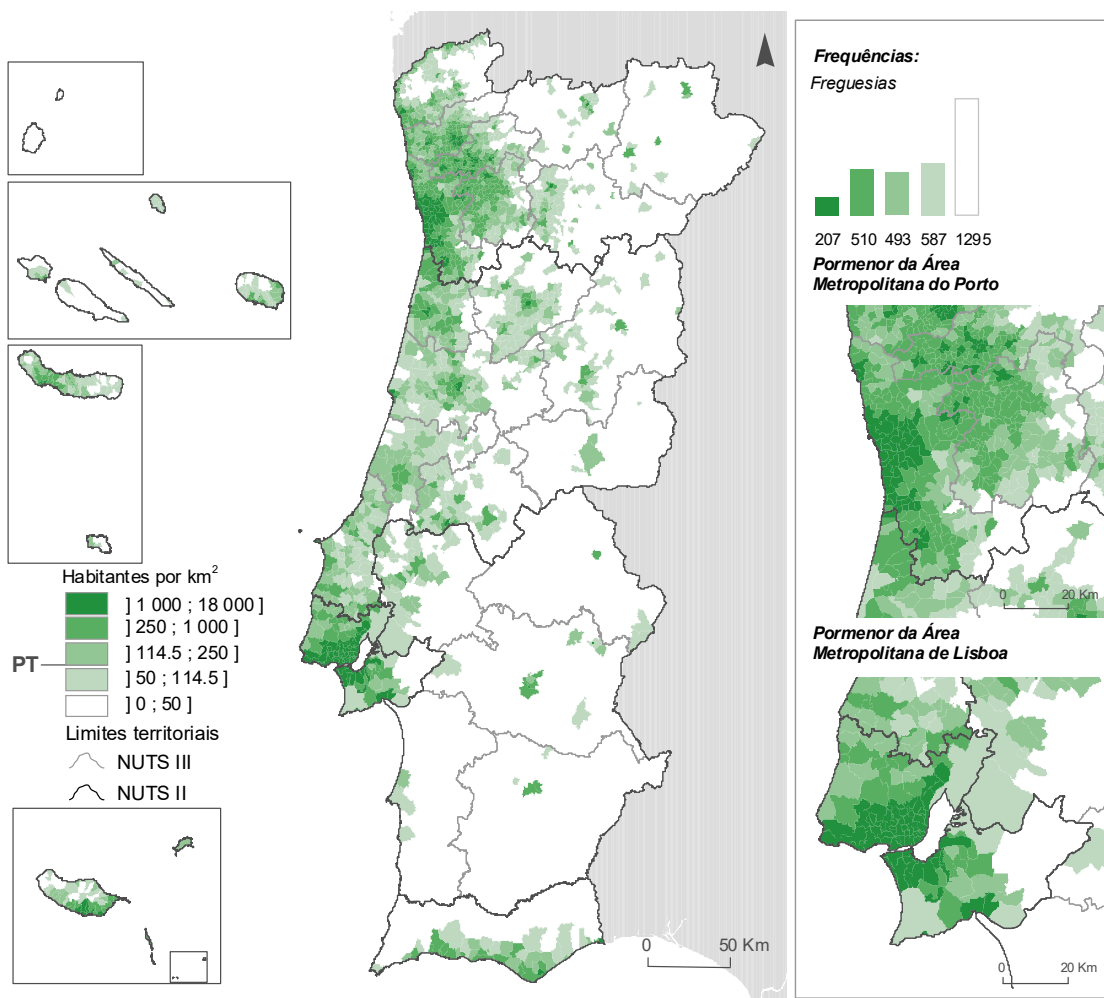 Habitantes por km²
] 1 000 ; 18 000 ]
] 250 ; 1 000 ]
] 114.5 ; 250 ]
PT
] 50 ; 114.5 ]
] 0 ; 50 ]
Limites territoriais
NUTS III
NUTS II
0 50 Km
Frequências:
Freguesias
207 510 493 587 1295
Pormenor da Área
Metropolitana do Porto
0 20 Km
Pormenor da Área
Metropolitana de Lisboa
0 20 Km